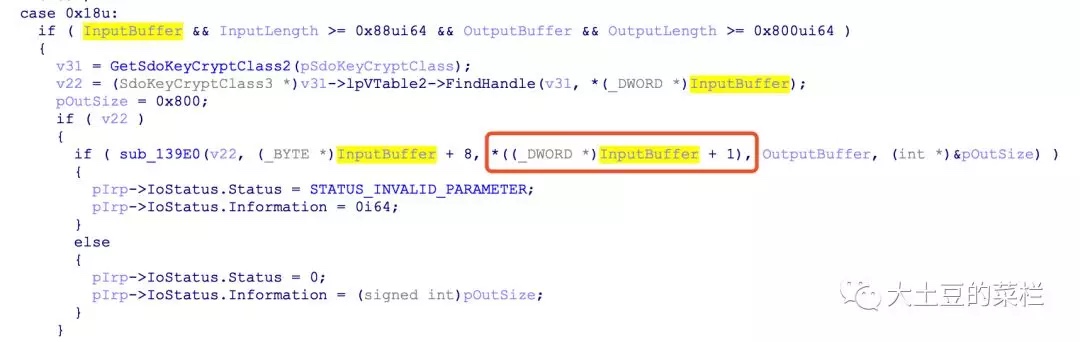 case 0x18u:
if ( InputBuffer && InputLength >= 0x88ui64 && OutputBuffer && OutputLength >= 0x800ui64 )
{
v31 = GetSdoKeyCryptClass2(pSdoKeyCryptClass);
v22 = (SdoKeyCryptClass3 *)v31->lpVTable2->FindHandle(v31, *(_DWORD *)InputBuffer);
pOutSize = 0x800;
if ( v22 )
{
if ( sub_139E0(v22, (_BYTE *)InputBuffer + 8, *((_DWORD *)InputBuffer + 1), OutputBuffer, (int *)&pOutSize) )
{
pIrp->IoStatus.Status = STATUS_INVALID_PARAMETER;
pIrp->IoStatus.Information = 0i64;
}
else
{
pIrp->IoStatus.Status = 0;
pIrp->IoStatus.Information = (signed int)pOutSize;
}
}
大土豆的菜栏